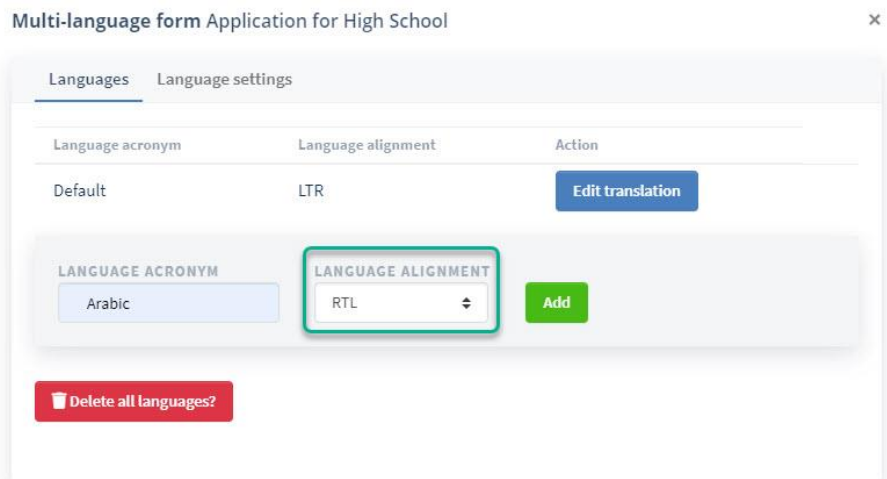 Multi-language form Application for High School ×
Languages Language settings
Language acronym Language alignment Action
Default LTR Edit translation
LANGUAGE ACRONYM LANGUAGE ALIGNMENT
Arabic RTL Add
Delete all languages?